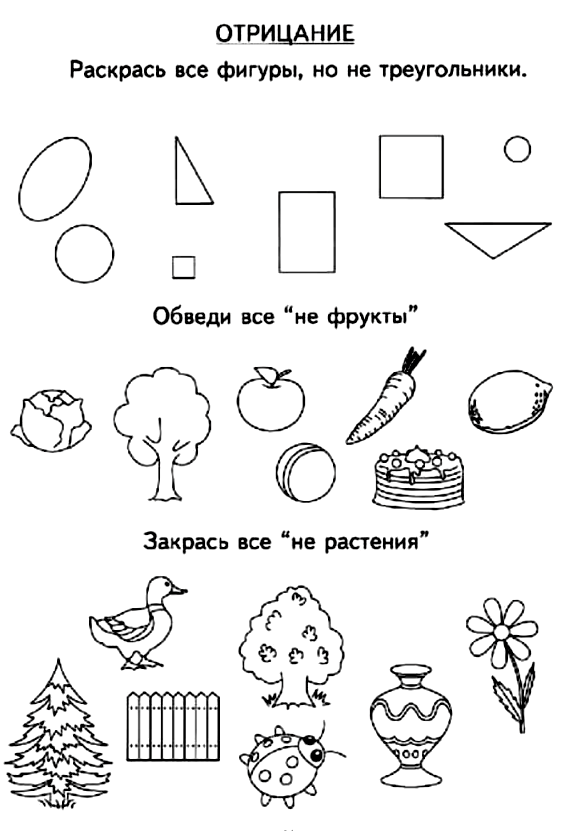 ОТРИЦАНИЕ
Раскрась все фигуры, но не треугольники.
Обведи все “не фрукты”
Закрась все “не растения”